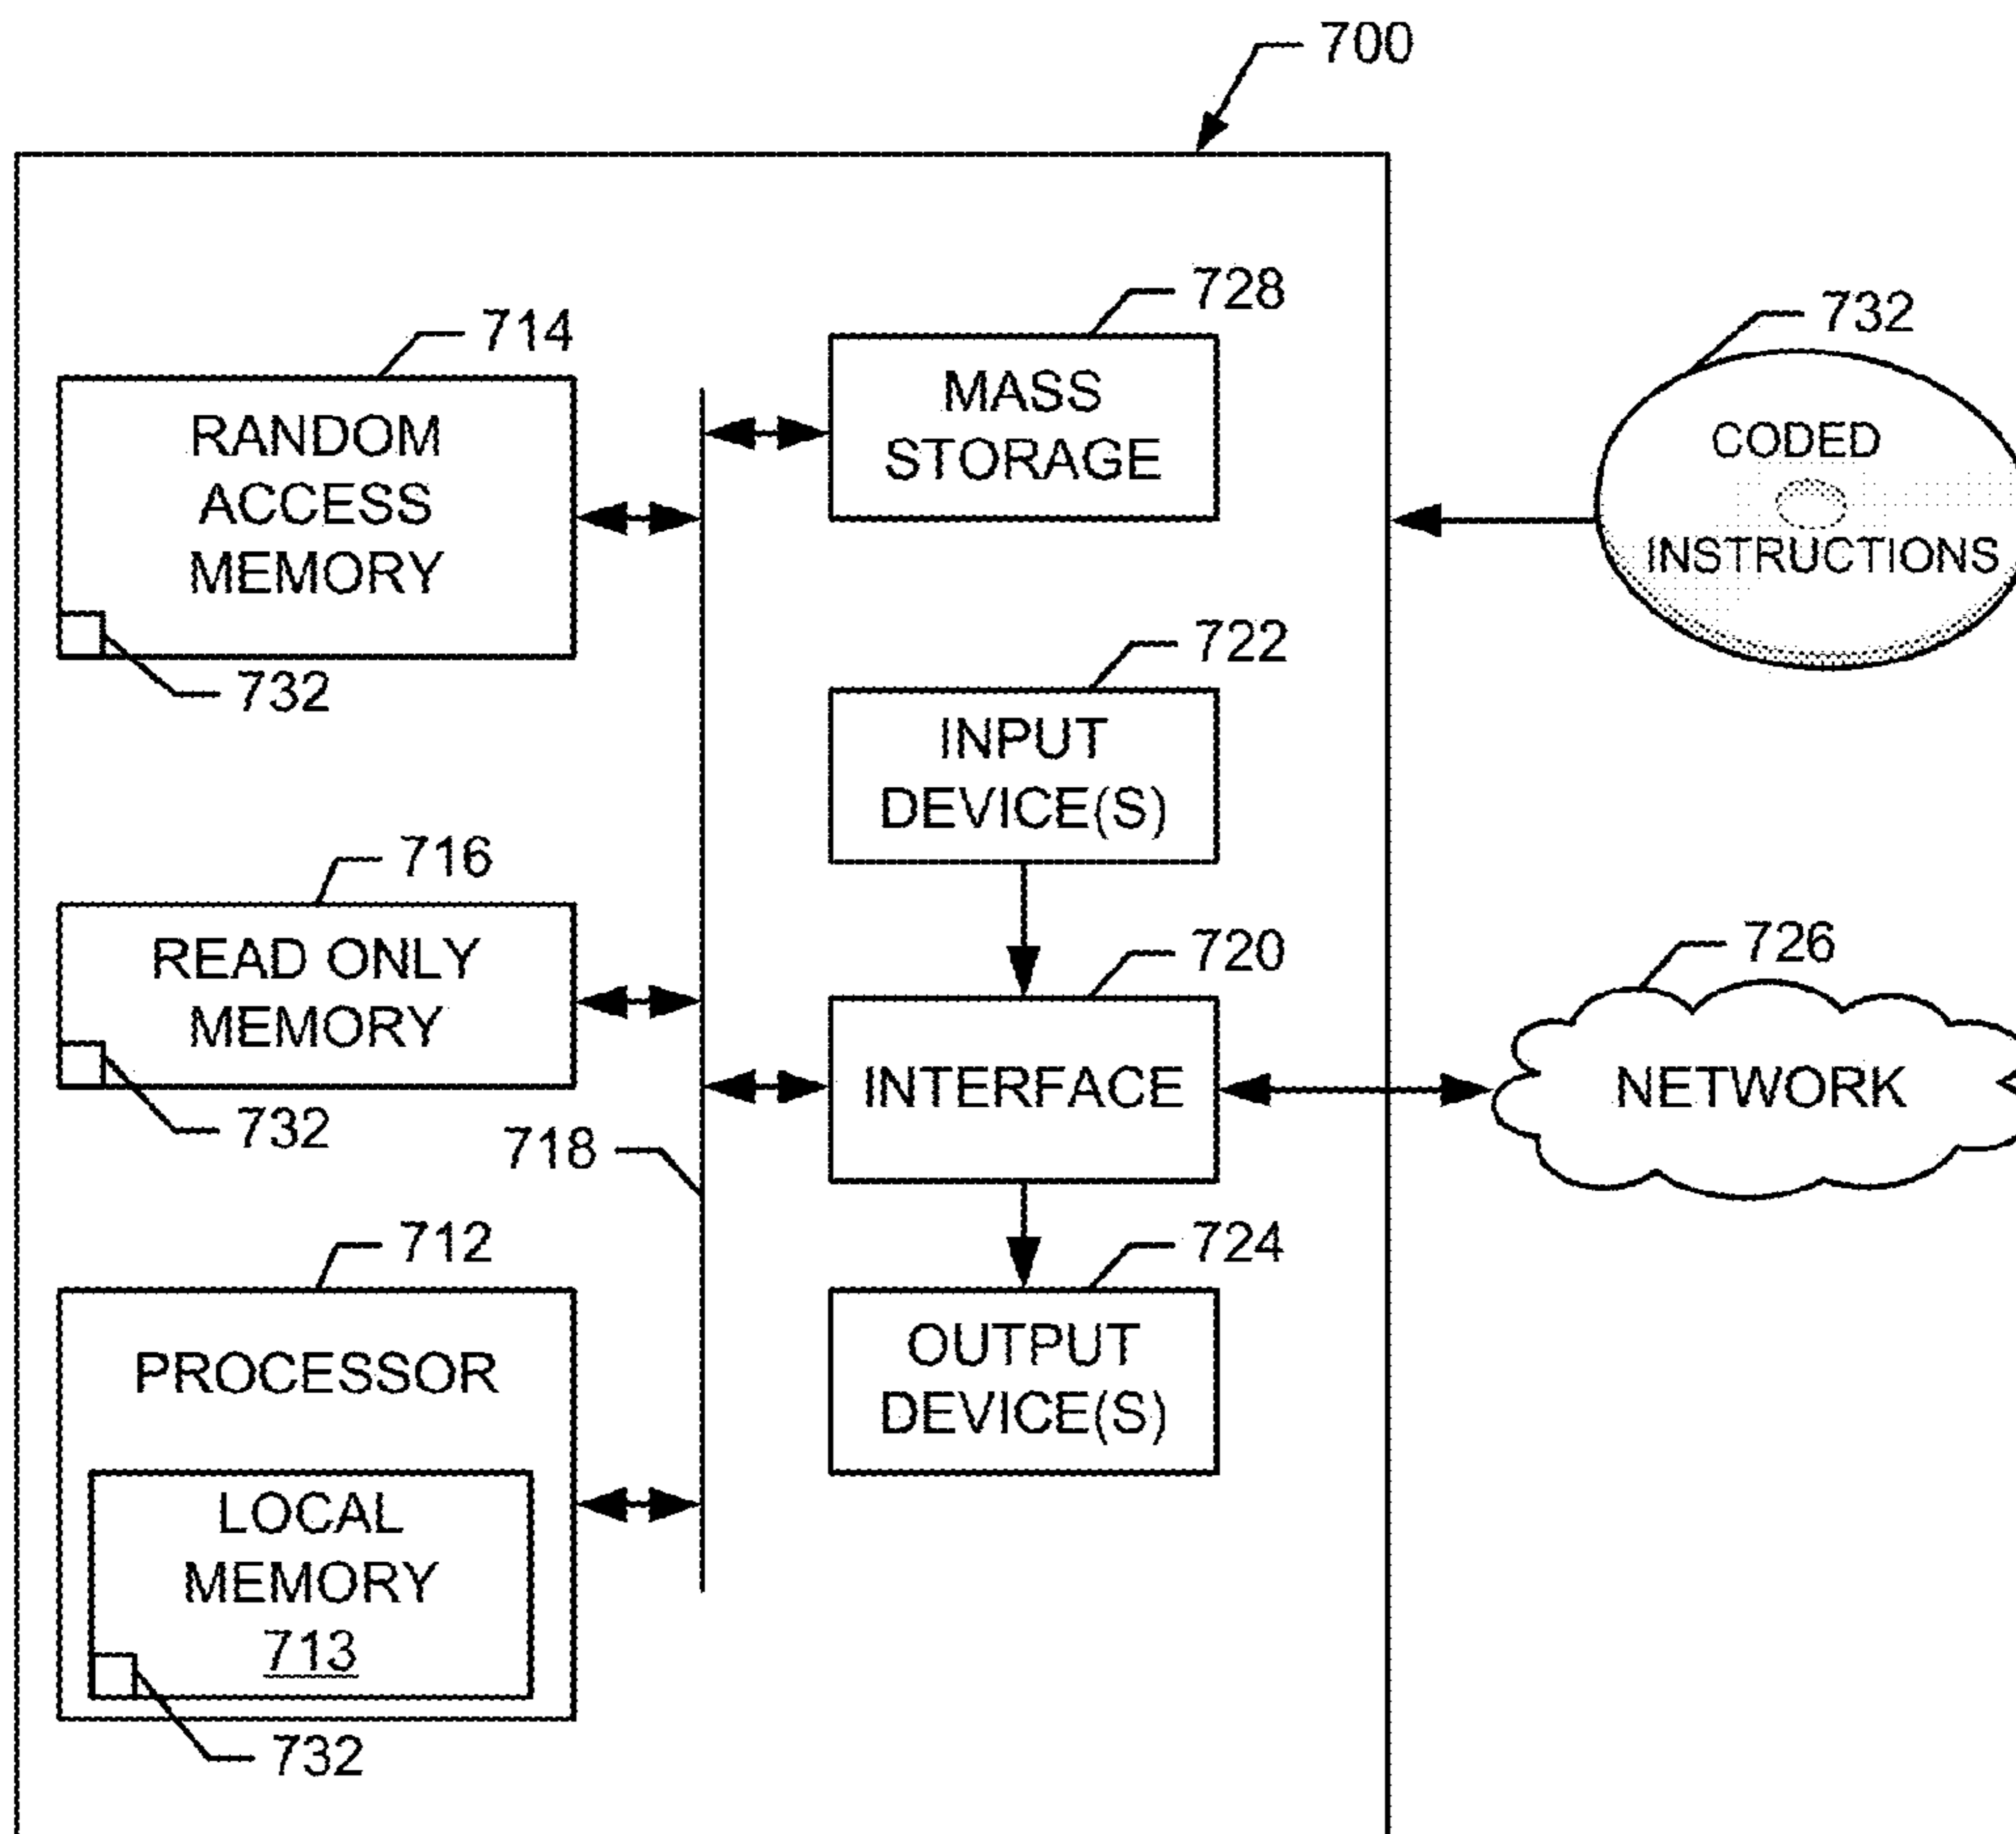 700
728
714
732
MASS
STORAGE
RANDOM
ACCESS
MEMORY
CODED
INSTRUCTIONS
732
722
INPUT
DEVICE(S)
716
READ ONLY
MEMORY
720
726
INTERFACE
NETWORK
732
718
712
724
PROCESSOR
OUTPUT
DEVICE(S)
LOCAL
MEMORY
713
732